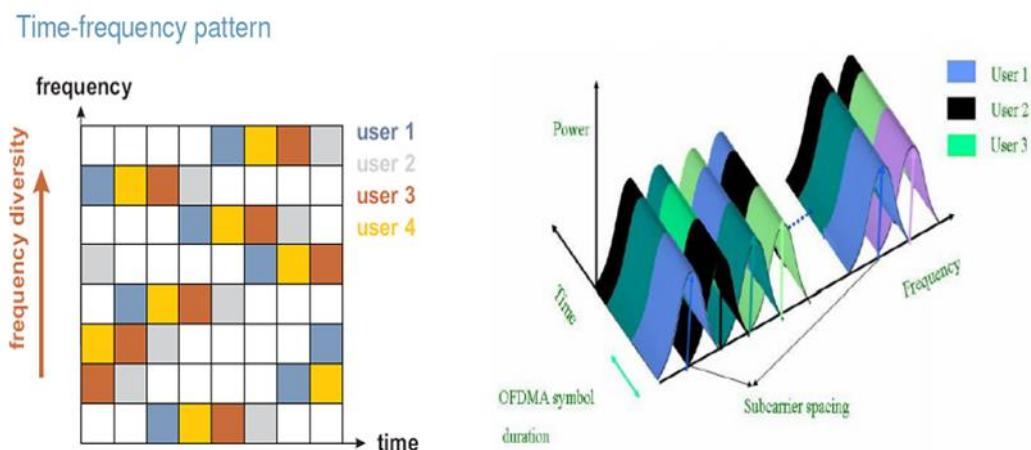 Time-frequency pattern
frequency
frequency diversity
user 1
user 2
user 3
user 4
time
Power
Time
OFDMA symbol
duration
Subcarrier spacing
Frequency
User 1
User 2
User 3